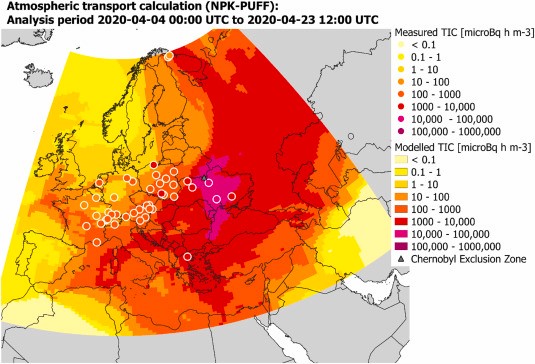 Atmospheric transport calculation (NPK-PUFF):
Analysis period 2020-04-04 00:00 UTC to 2020-04-23 12:00 UTC
Measured TIC [microBq h m-3]
< 0.1
0.1 - 1
1 - 10
10 - 100
100 - 1000
1000 - 10,000
10,000 - 100,000
100,000 - 1000,000
Modelled TIC [microBq h m-3]
< 0.1
0.1 - 1
1 - 10
10 - 100
100 - 1000
1000 - 10,000
10,000 - 100,000
100,000 - 1000,000
Chernobyl Exclusion Zone